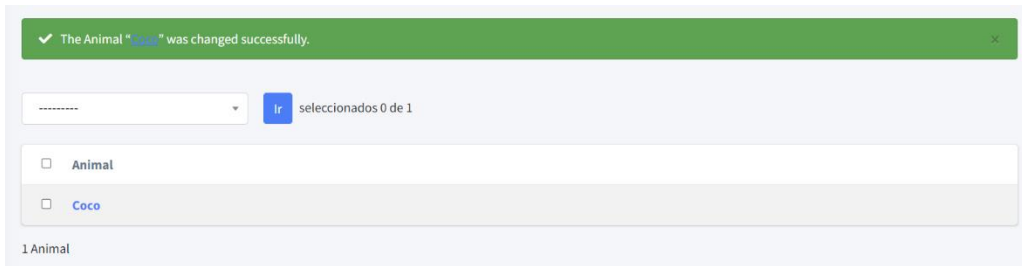 The Animal “Coco” was changed successfully.
---------
Ir seleccionados 0 de 1
Animal
Coco
1 Animal